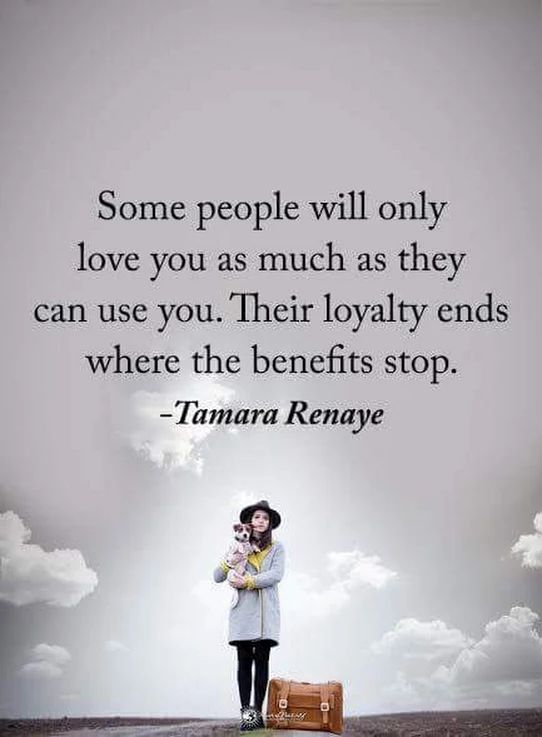 Some people will only
love you as much as they
can use you. Their loyalty ends
where the benefits stop.
-Tamara Renaye